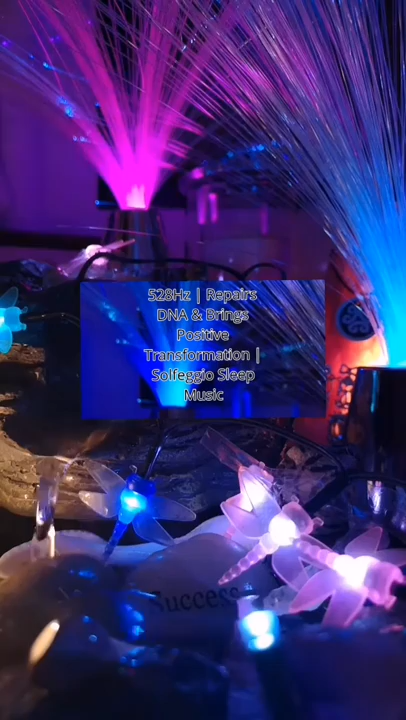 528Hz | Repairs
DNA & Brings
Positive
Transformation |
Solfeggio Sleep
Music
Success